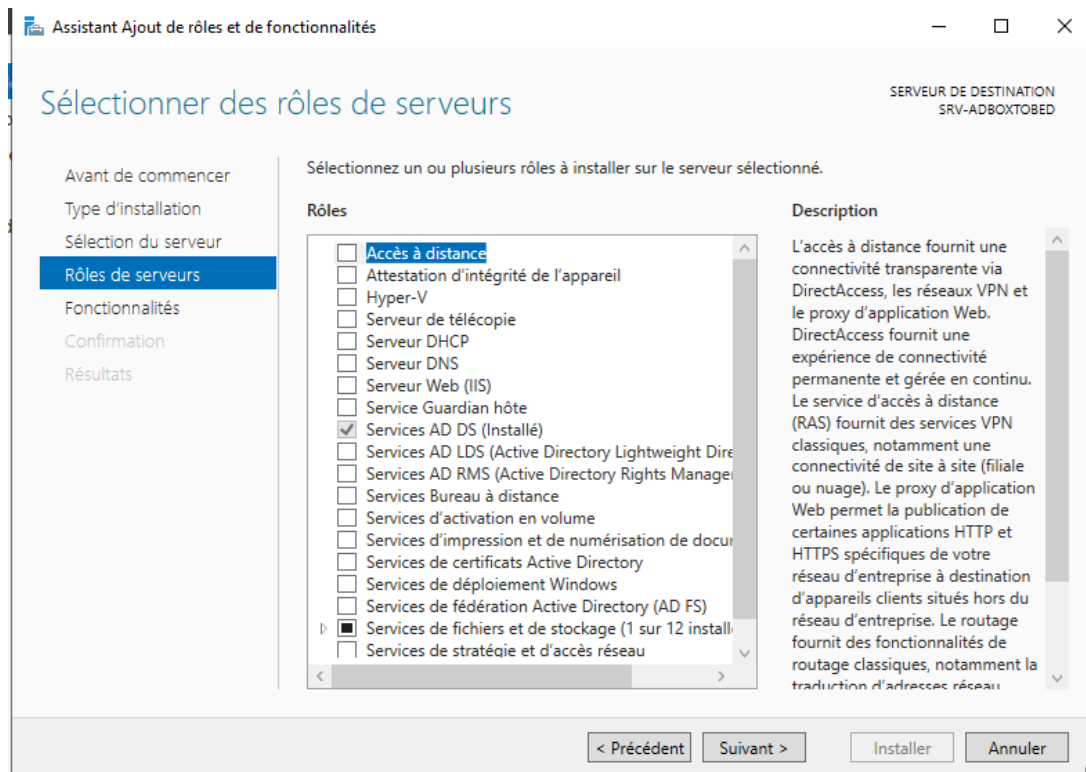 Assistant Ajout de rôles et de fonctionnalités
Sélectionner des rôles de serveurs
SERVEUR DE DESTINATION
SRV-ADBOXTOBED
Avant de commencer
Type d'installation
Sélection du serveur
Rôles de serveurs
Fonctionnalités
Confirmation
Résultats
Sélectionnez un ou plusieurs rôles à installer sur le serveur sélectionné.
Rôles
Accès à distance
Attestation d'intégrité de l'appareil
Hyper-V
Serveur de télécopie
Serveur DHCP
Serveur DNS
Serveur Web (IIS)
Service Guardian hôte
Services AD DS (Installé)
Services AD LDS (Active Directory Lightweight Dire
Services AD RMS (Active Directory Rights Manage
Services Bureau à distance
Services d'activation en volume
Services d'impression et de numérisation de docu
Services de certificats Active Directory
Services de déploiement Windows
Services de fédération Active Directory (AD FS)
Services de fichiers et de stockage (1 sur 12 install
Services de stratégie et d'accès réseau
Description
L'accès à distance fournit une
connectivité transparente via
DirectAccess, les réseaux VPN et
le proxy d'application Web.
DirectAccess fournit une
expérience de connectivité
permanente et gérée en continu.
Le service d'accès à distance
(RAS) fournit des services VPN
classiques, notamment une
connectivité de site à site (filiale
ou nuage). Le proxy d'application
Web permet la publication de
certaines applications HTTP et
HTTPS spécifiques de votre
réseau d'entreprise à destination
d'appareils clients situés hors du
réseau d'entreprise. Le routage
fournit des fonctionnalités de
routage classiques, notamment la
traduction d'adresses réseau
< Précédent
Suivant >
Installer
Annuler